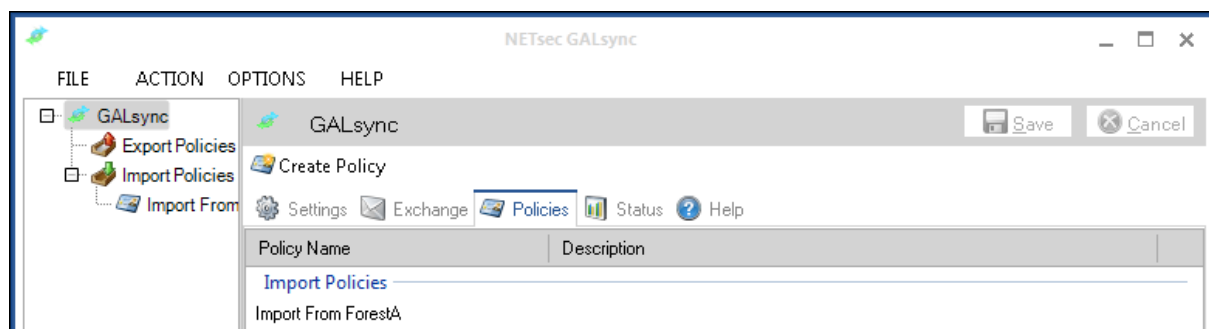 NETsec GALsync
FILE ACTION OPTIONS HELP
GALsync
Export Policies
Import Policies
Import From
GALsync
Save Cancel
Create Policy
Settings Exchange Policies Status Help
Policy Name Description
Import Policies
Import From ForestA